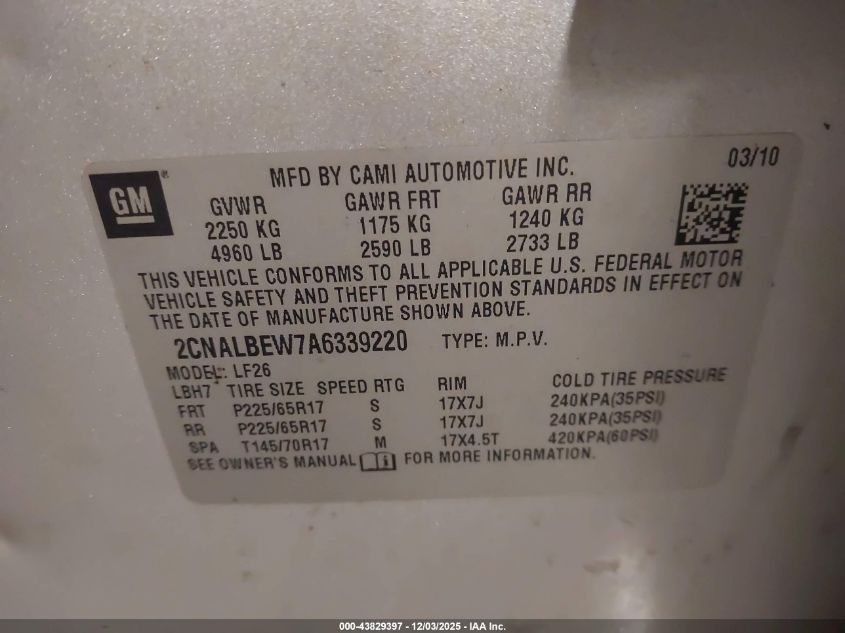 GM
MFD BY CAMI AUTOMOTIVE INC.
03/10
GVWR GAWR FRT GAWR RR
2250 KG 1175 KG 1240 KG
4960 LB 2590 LB 2733 LB
THIS VEHICLE CONFORMS TO ALL APPLICABLE U.S. FEDERAL MOTOR
VEHICLE SAFETY AND THEFT PREVENTION STANDARDS IN EFFECT ON
THE DATE OF MANUFACTURE SHOWN ABOVE.
2CNALBEW7A6339220 TYPE: M.P.V.
MODEL: LF26
LBH7 TIRE SIZE SPEED RTG RIM COLD TIRE PRESSURE
FRT P225/65R17 S 17X7J 240KPA(35PSI)
RR P225/65R17 S 17X7J 240KPA(35PSI)
SPA T145/70R17 M 17X4.5T 420KPA(60PSI)
SEE OWNER'S MANUAL FOR MORE INFORMATION.
000-43829397 - 12/03/2025 - IAA Inc.